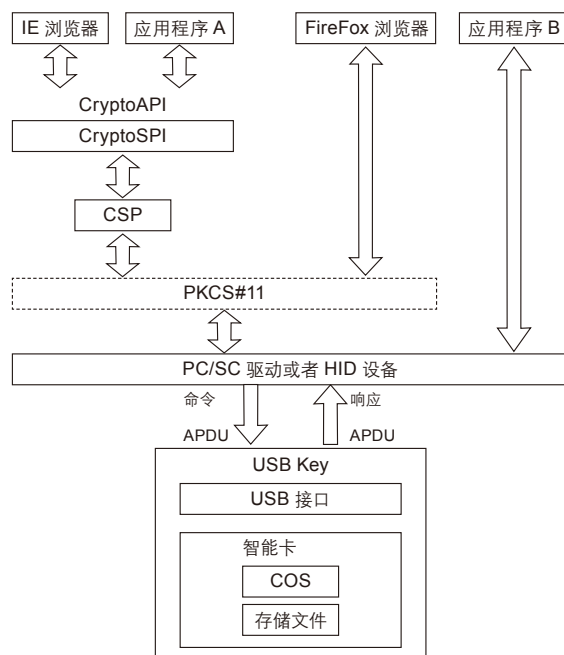 IE 浏览器
应用程序 A
FireFox 浏览器
应用程序 B
CryptoAPI
CryptoSPI
CSP
PKCS#11
PC/SC 驱动或者 HID 设备
命令
响应
APDU
APDU
USB Key
USB 接口
智能卡
COS
存储文件